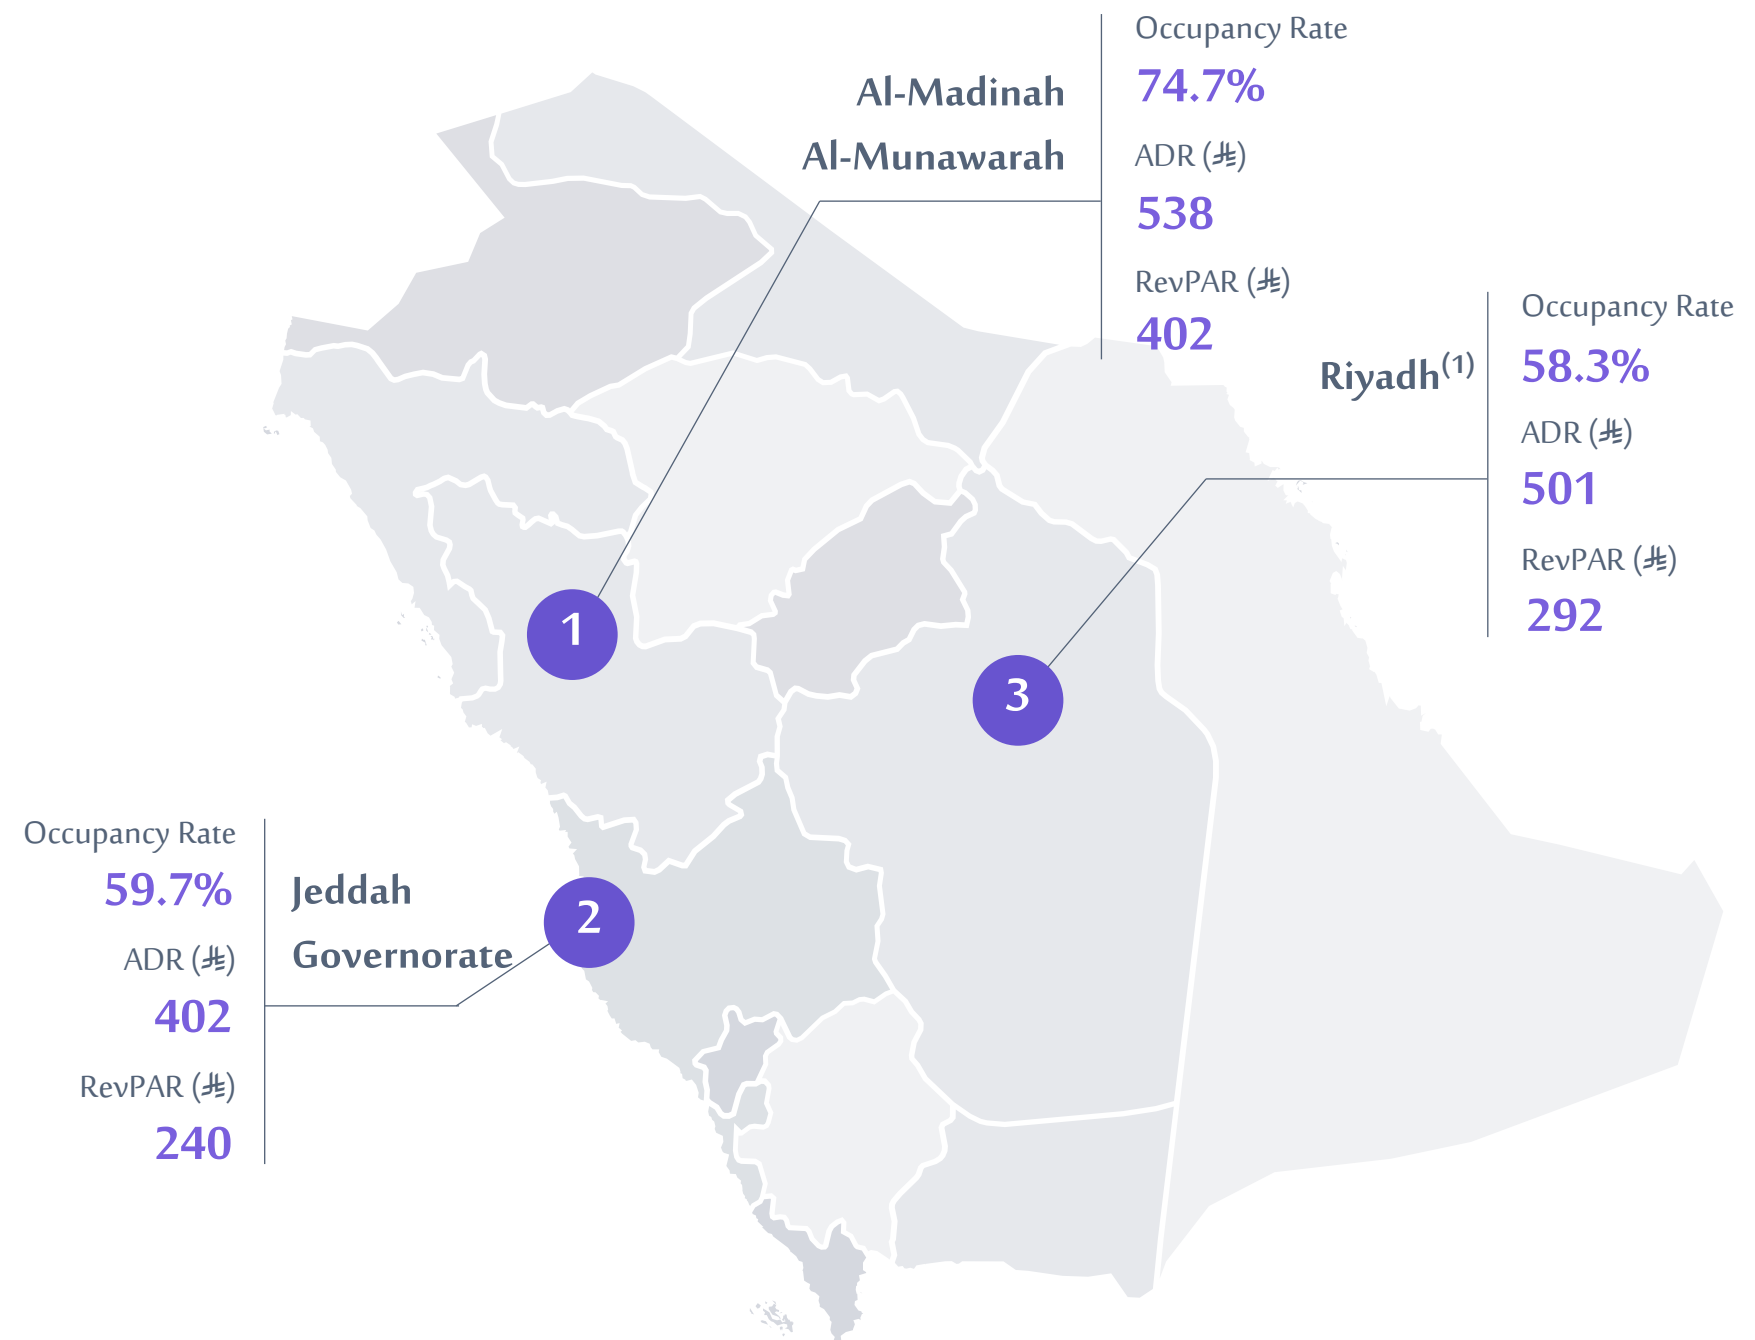 Occupancy Rate
74.7%
Al-Madinah
Al-Munawarah
ADR (⃁)
538
RevPAR (⃁)
402
Occupancy Rate
58.3%
Riyadh(1)
ADR (⃁)
501
RevPAR (⃁)
292
1
3
Occupancy Rate
59.7%
Jeddah
Governorate
ADR (⃁)
402
RevPAR (⃁)
240
2